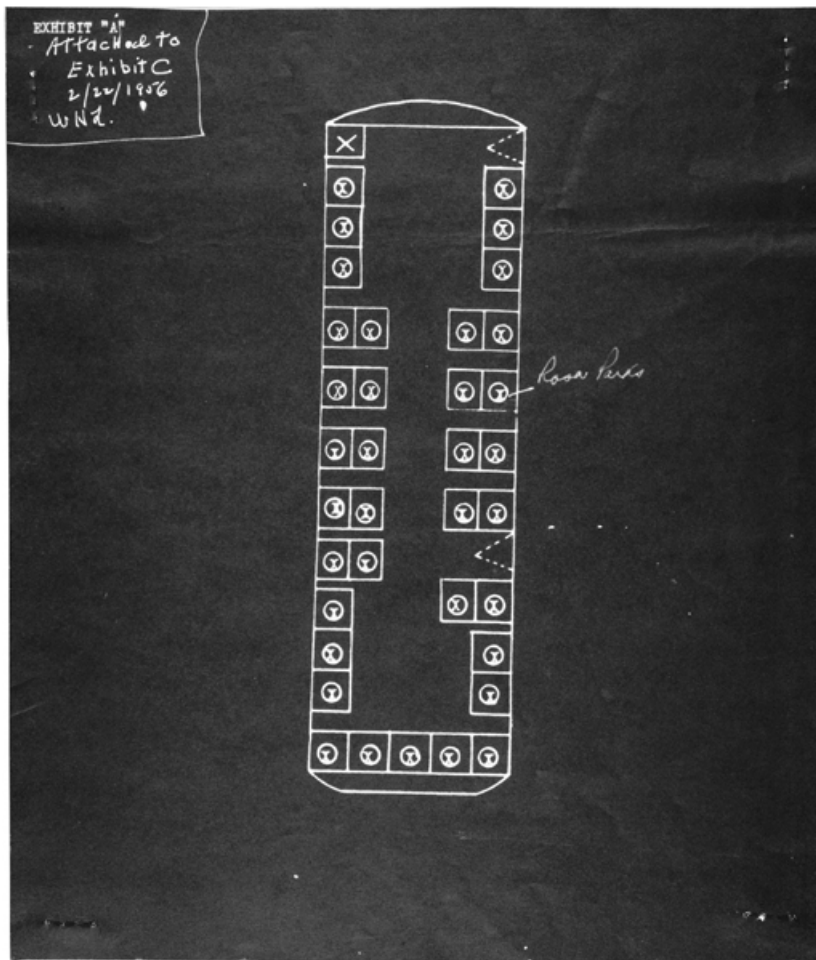 EXHIBIT "A"
Attached to
Exhibit C
2/22/1956
Rosa Parks